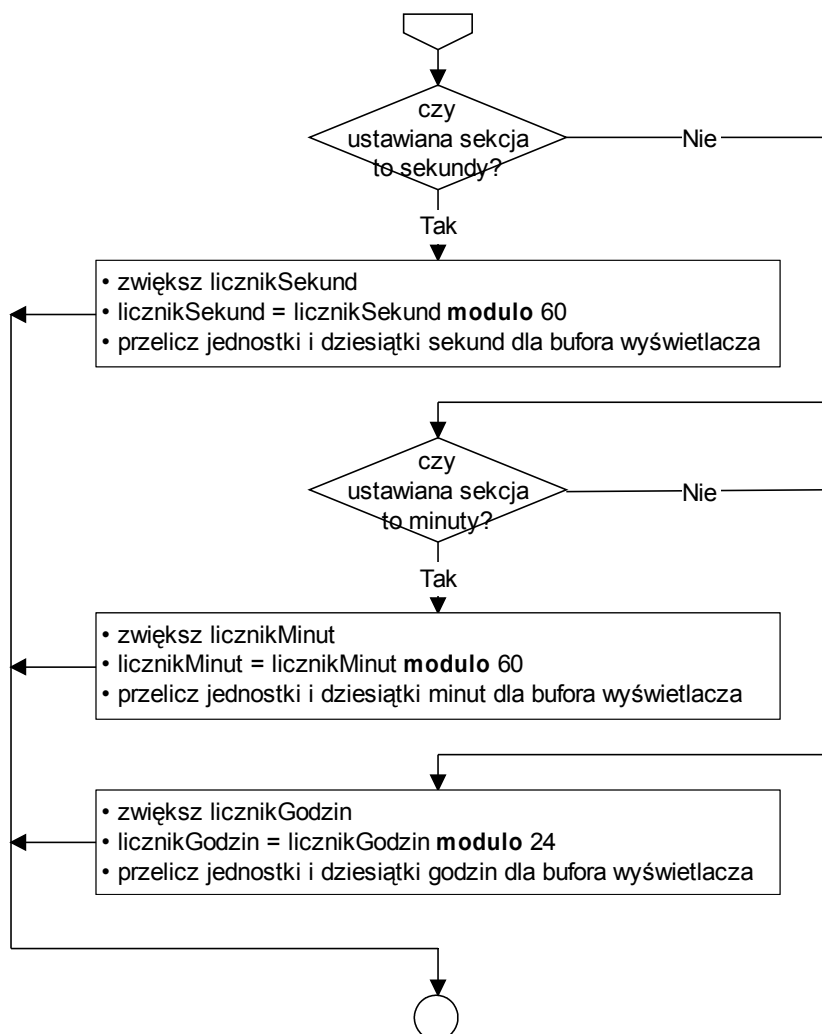 czy
ustawiana sekcja
to sekundy?
Nie
Tak
• zwiększ licznikSekund
• licznikSekund = licznikSekund modulo 60
• przelicz jednostki i dziesiątki sekund dla bufora wyświetlacza
czy
ustawiana sekcja
to minuty?
Nie
Tak
• zwiększ licznikMinut
• licznikMinut = licznikMinut modulo 60
• przelicz jednostki i dziesiątki minut dla bufora wyświetlacza
• zwiększ licznikGodzin
• licznikGodzin = licznikGodzin modulo 24
• przelicz jednostki i dziesiątki godzin dla bufora wyświetlacza